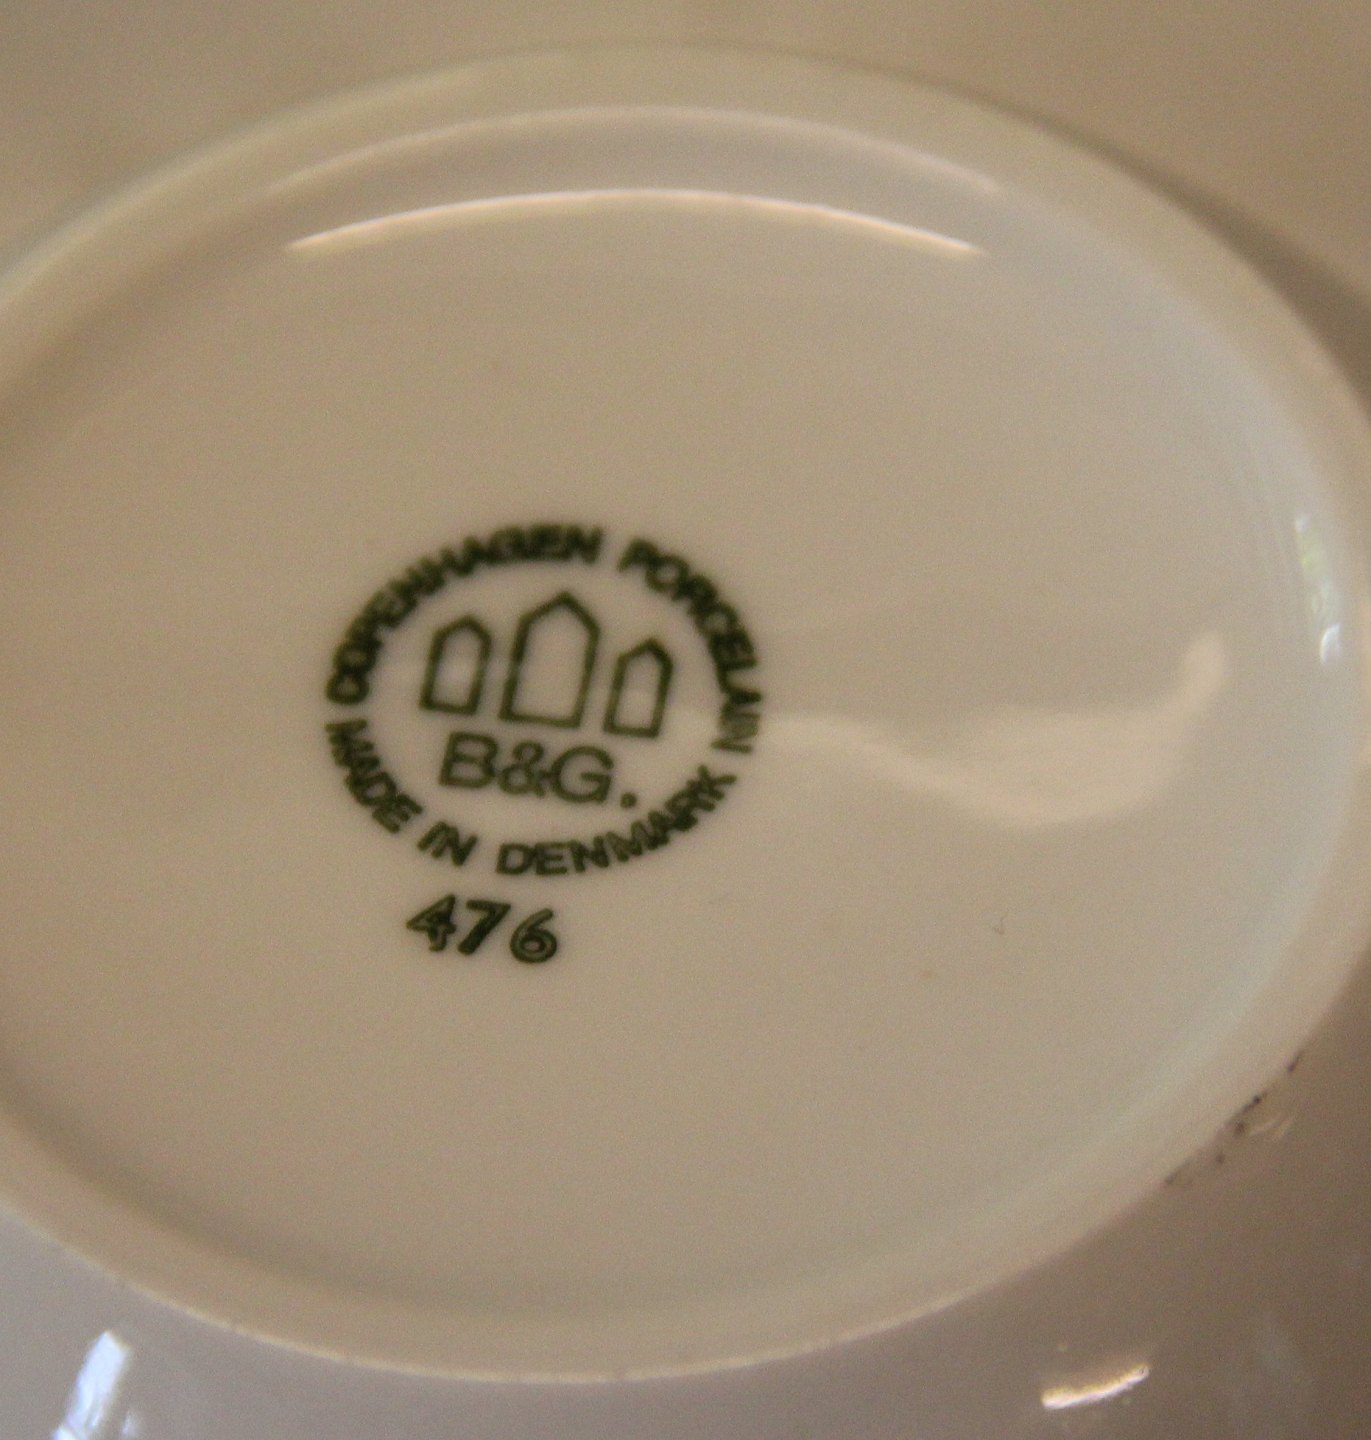 COPENHAGEN PORCELAIN
B&G.
MADE IN DENMARK
476